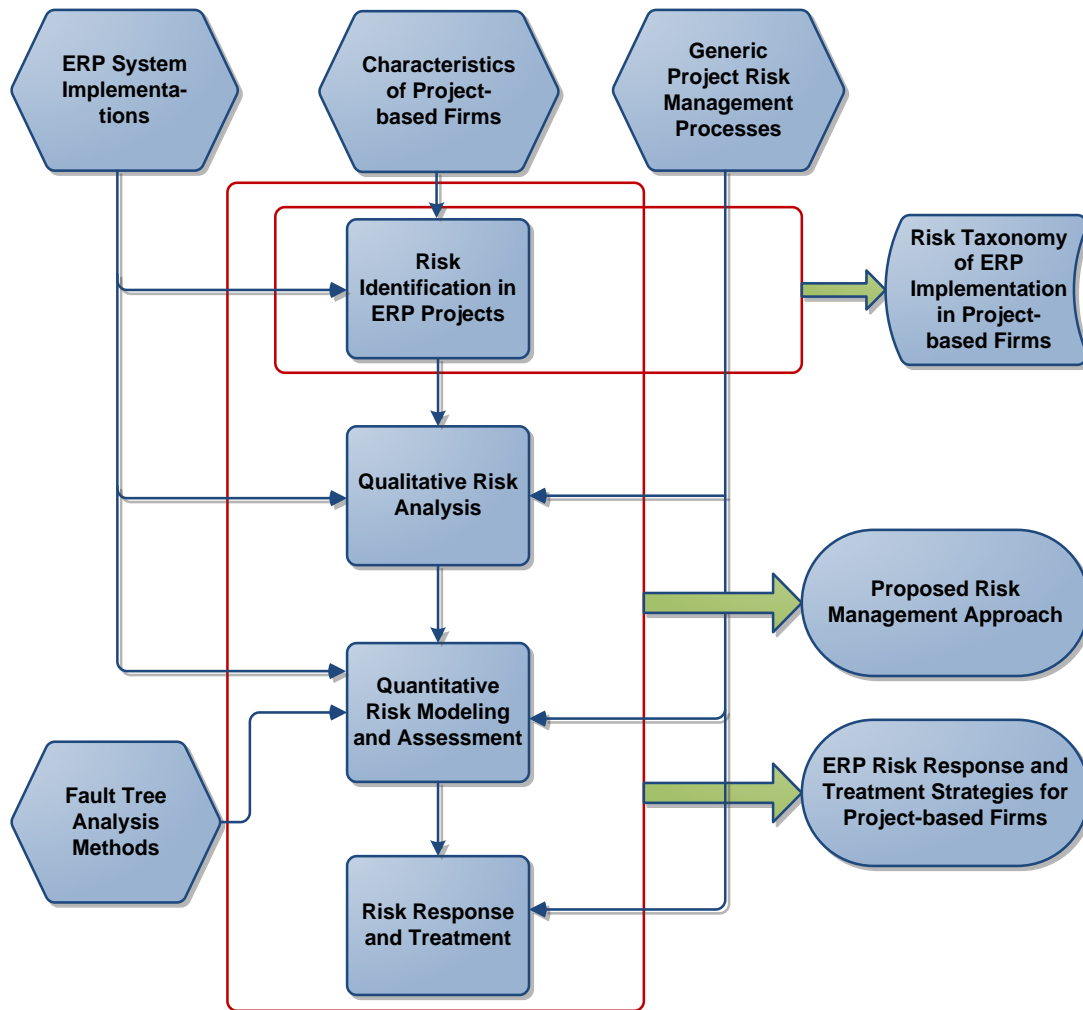 ERP System
Implementa-
tions
Characteristics
of Project-
based Firms
Generic
Project Risk
Management
Processes
Risk
Identification in
ERP Projects
Risk Taxonomy
of ERP
Implementation
in Project-
based Firms
Qualitative Risk
Analysis
Proposed Risk
Management Approach
Quantitative
Risk Modeling
and Assessment
Fault Tree
Analysis
Methods
ERP Risk Response and
Treatment Strategies for
Project-based Firms
Risk Response
and Treatment